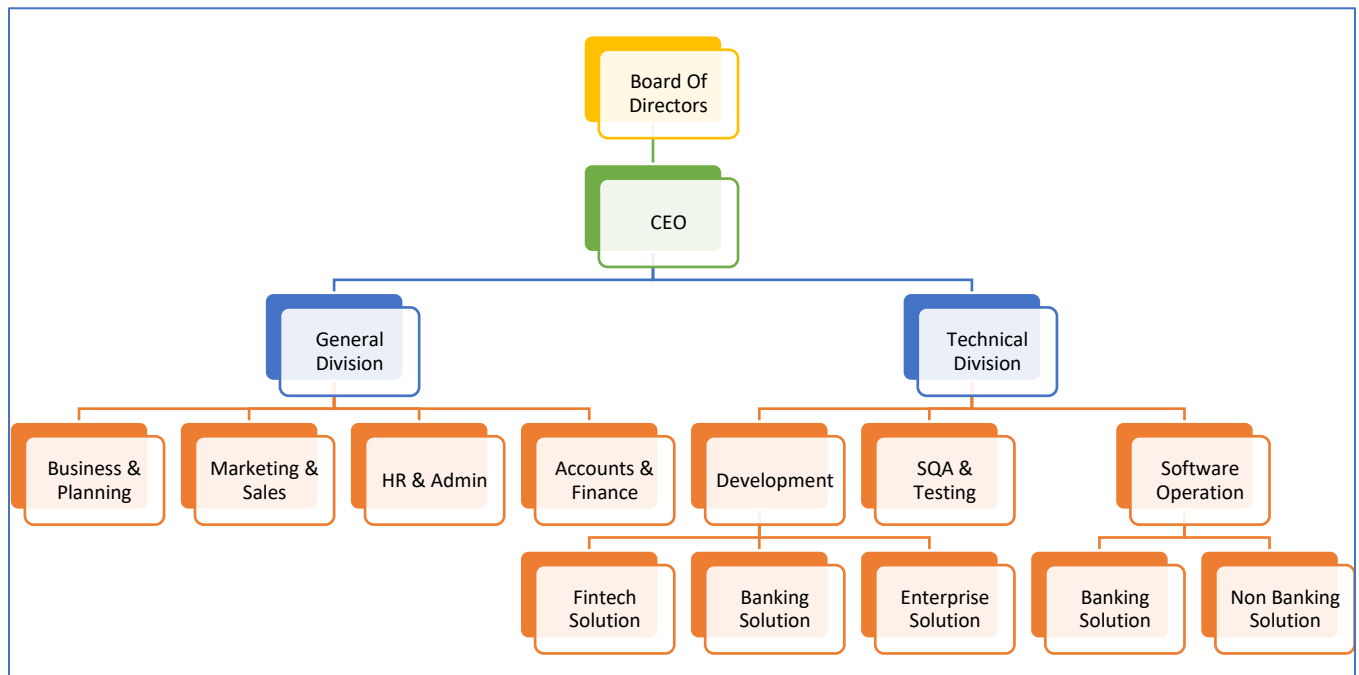 Board Of
Directors
CEO
General
Division
Technical
Division
Business &
Planning
Marketing &
Sales
HR & Admin
Accounts &
Finance
Development
SQA &
Testing
Software
Operation
Fintech
Solution
Banking
Solution
Enterprise
Solution
Banking
Solution
Non Banking
Solution